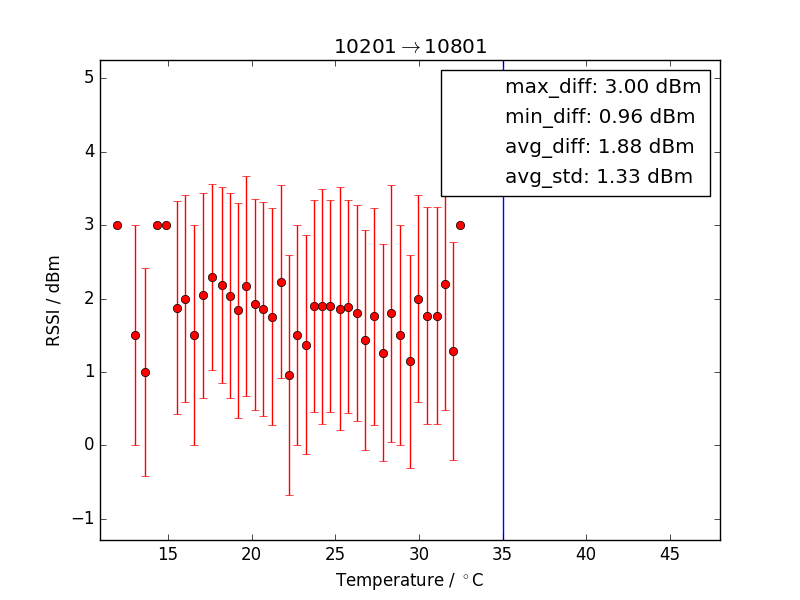 10201→10801
max_diff: 3.00 dBm
min_diff: 0.96 dBm
avg_diff: 1.88 dBm
avg_std: 1.33 dBm
RSSI / dBm
5
4
3
2
1
0
−1
15 20 25 30 35 40 45
Temperature / °C